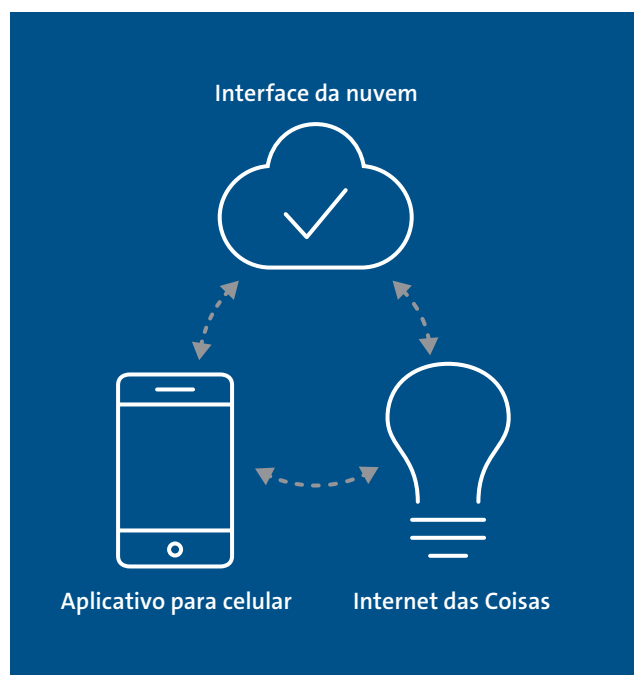 Interface da nuvem
Aplicativo para celular
Internet das Coisas